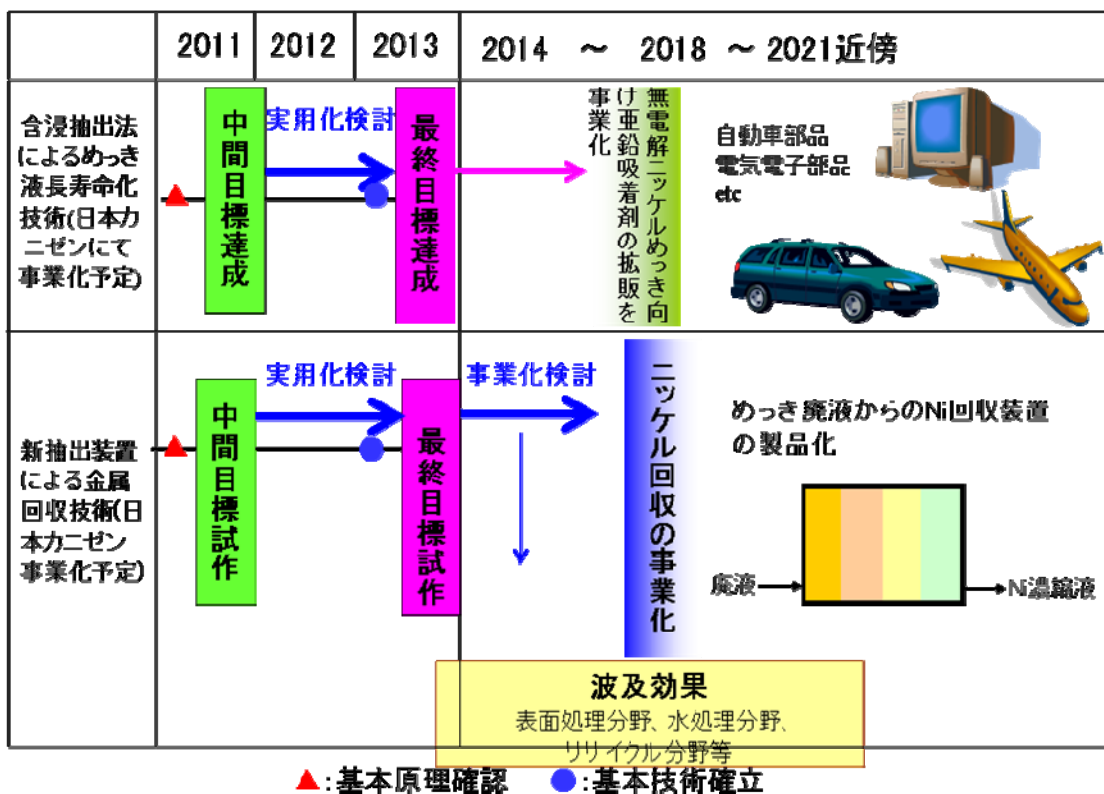 2011
2012
2013
2014 ～ 2018 ～ 2021近傍
含浸抽出法
によるめっき
液長寿命化
技術(日本カ
ニゼンにて
事業化予定)
中間目標達成
実用化検討
最終目標達成
無電解ニッケルめっき向
け亜鉛吸着剤の拡販を
事業化
自動車部品
電気電子部品
etc
新抽出装置
による金属
回収技術(日
本カニゼン
事業化予定)
中間目標試作
実用化検討
最終目標試作
事業化検討
ニッケル回収の事業化
めっき廃液からのNi回収装置
の製品化
廃液
Ni濃縮液
波及効果
表面処理分野、水処理分野、
リサイクル分野等
▲:基本原理確認 ●:基本技術確立